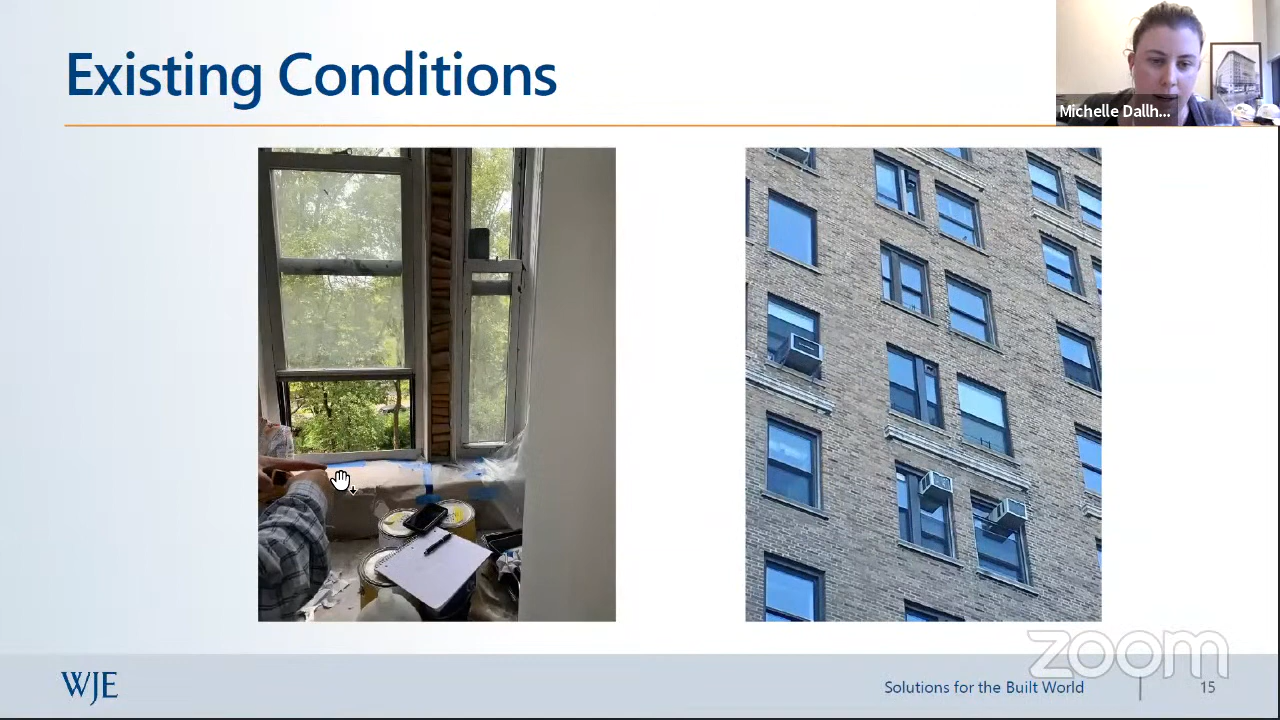 Existing Conditions
Michelle Dallh...
zoom
WJE
Solutions for the Built World
15